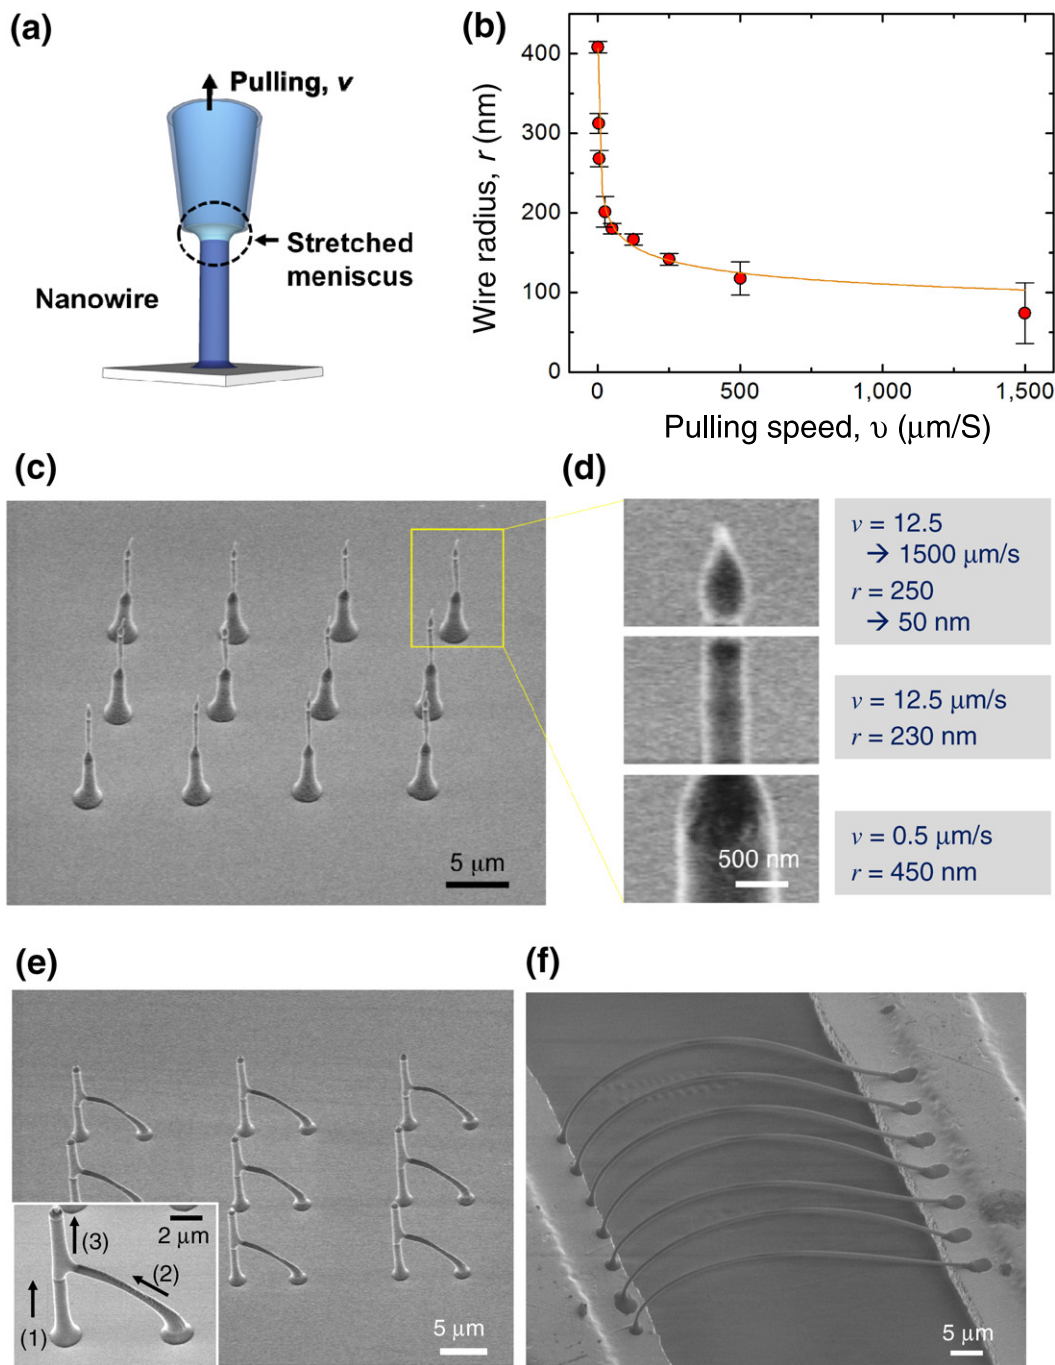 (a)
Pulling, v
Stretched
meniscus
Nanowire
(b)
Wire radius, r (nm)
400
300
200
100
0
0
500
1,000
1,500
Pulling speed, υ (μm/S)
(c)
5 μm
(d)
500 nm
v = 12.5
→ 1500 μm/s
r = 250
→ 50 nm
v = 12.5 μm/s
r = 230 nm
v = 0.5 μm/s
r = 450 nm
(e)
2 μm
(3)
(2)
(1)
5 μm
(f)
5 μm